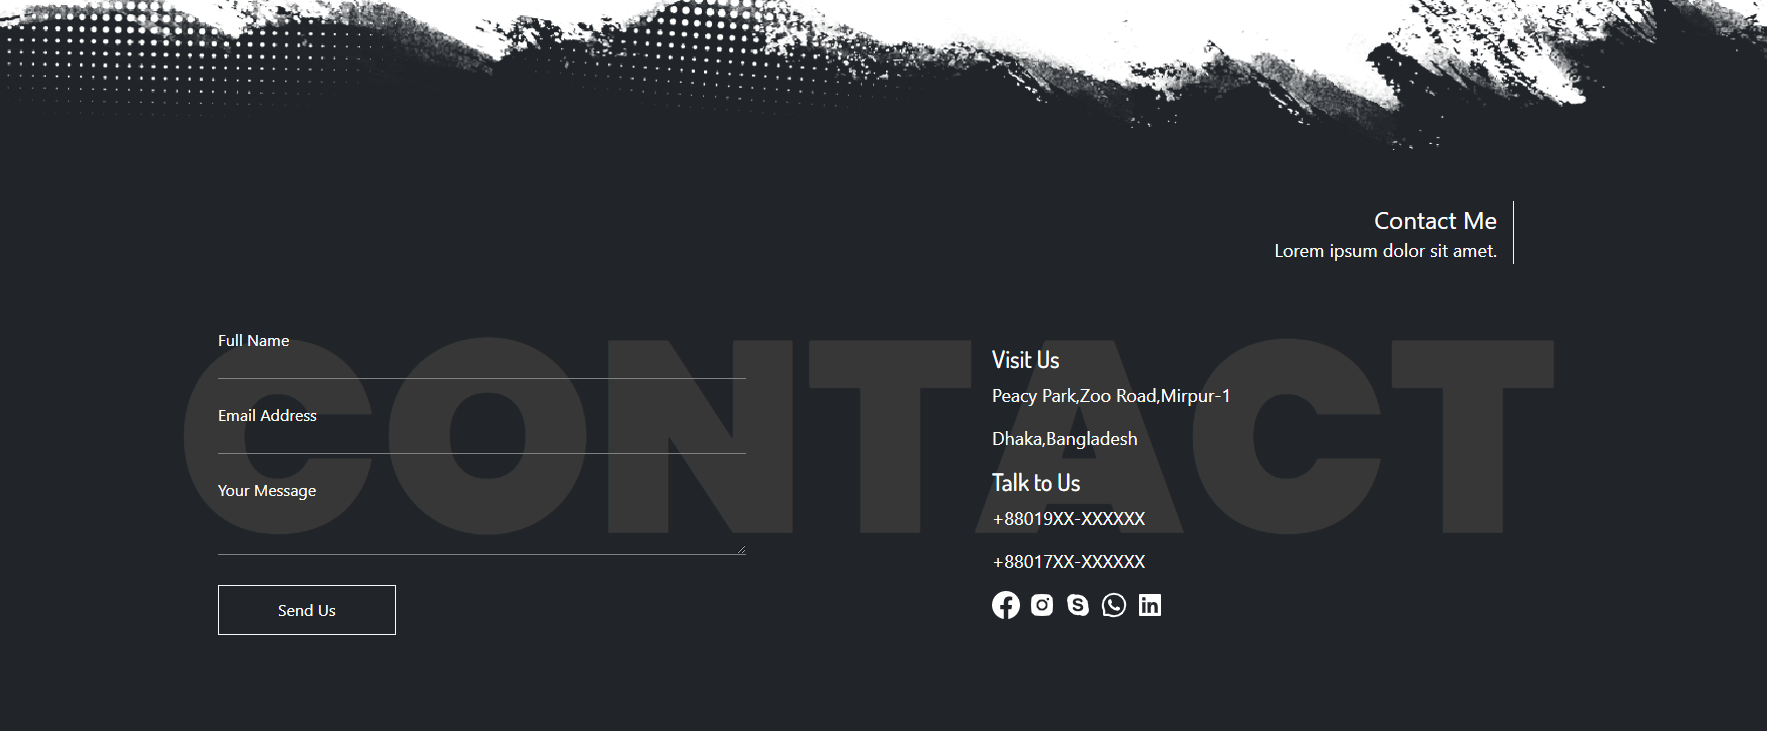 Contact Me
Lorem ipsum dolor sit amet.
CONTACT
Full Name
Email Address
Your Message
Send Us
Visit Us
Peacy Park,Zoo Road,Mirpur-1
Dhaka,Bangladesh
Talk to Us
+88019XX-XXXXXX
+88017XX-XXXXXX